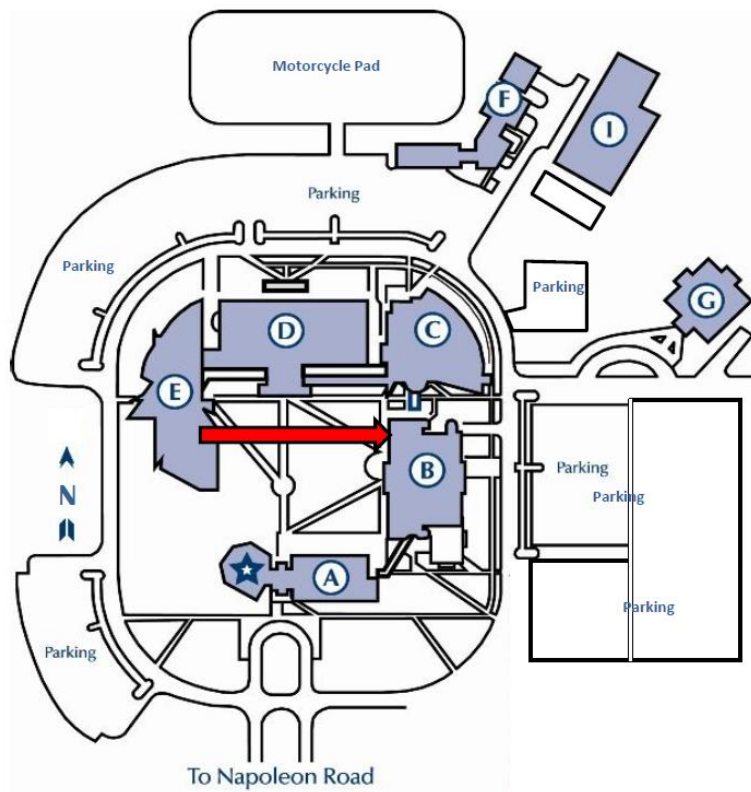 Motorcycle Pad
F
I
Parking
Parking
Parking
G
D
C
E
B
N
Parking
Parking
A
Parking
Parking
To Napoleon Road